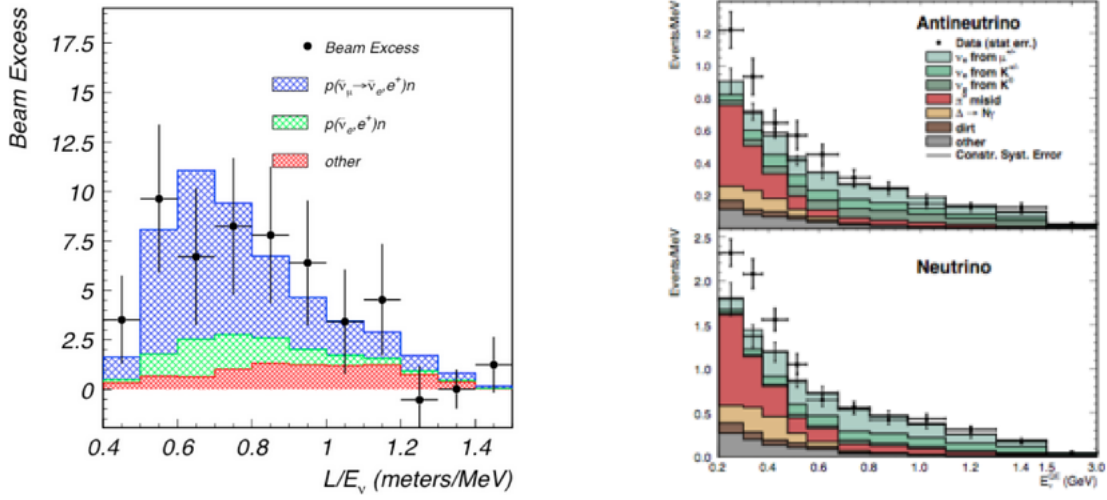 Beam Excess
17.5
15
12.5
10
7.5
5
2.5
0
Beam Excess
p(ν̄μ→ν̄e,e⁺)n
p(ν̄e,e⁺)n
other
0.4 0.6 0.8 1 1.2 1.4
L/Eν (meters/MeV)
Events/MeV
1.2
1.0
0.8
0.6
0.4
0.2
Antineutrino
Data (stat err.)
νe from μ+/-
νe from K+/-
νe from K⁰
π⁰ misid
Δ → Nγ
dirt
other
Constr. Syst. Error
Events/MeV
2.5
2.0
1.5
1.0
0.5
0.0
Neutrino
0.2 0.4 0.6 0.8 1.0 1.2 1.4 1.5 3.0
EνQE (GeV)